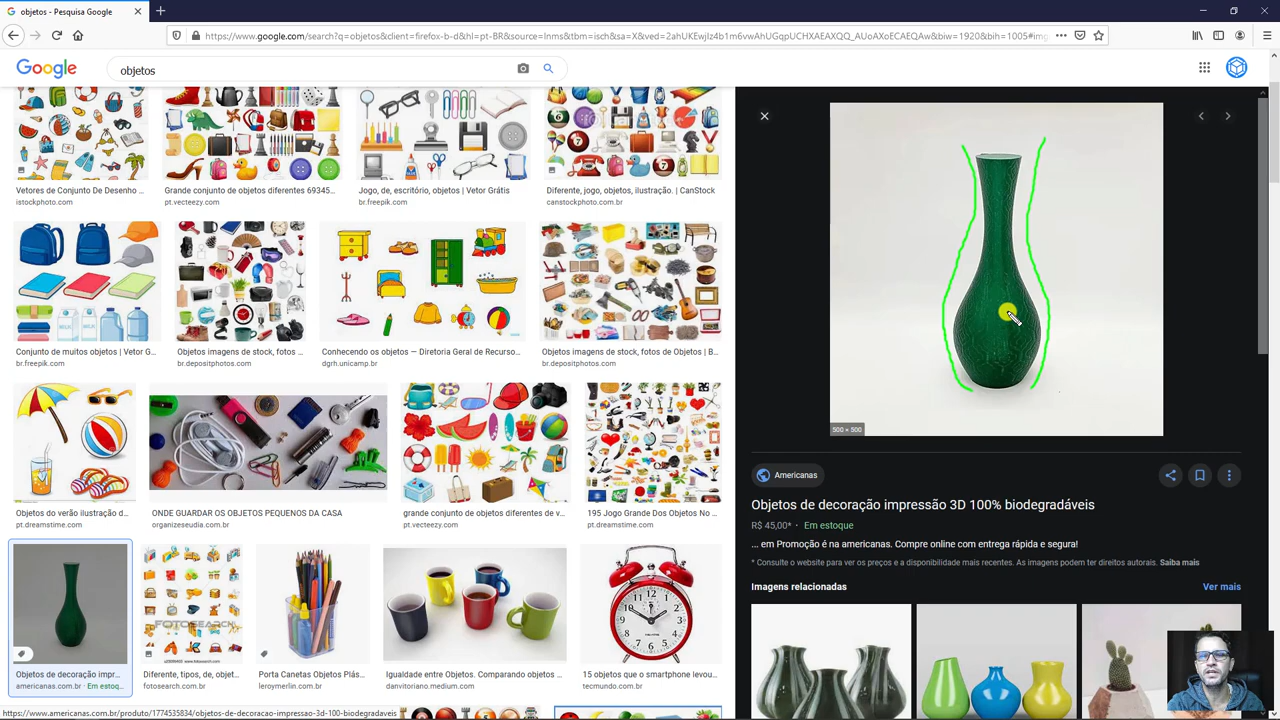 objetos - Pesquisa Google
https://www.google.com/search?q=objetos&client=firefox-b-d&hl=pt-BR&source=lnms&tbm=isch&sa=X&ved=2ahUKEwjIz4b1m6vwAhUGqpUCHXAEAXQQ_AUoAXoECAEQAw&biw=1920&bih=1005#img
Google
objetos
Vetores de Conjunto De Desenho ...
istockphoto.com
Grande conjunto de objetos diferentes 69345...
pt.vecteezy.com
Jogo, de, escritório, objetos | Vetor Grátis
br.freepik.com
Diferente, jogo, objetos, ilustração. | CanStock
canstockphoto.com.br
Conjunto de muitos objetos | Vetor G...
br.freepik.com
Objetos imagens de stock, fotos ...
br.depositphotos.com
Conhecendo os objetos — Diretoria Geral de Recurso...
dgrh.unicamp.br
Objetos imagens de stock, fotos de Objetos | B...
br.depositphotos.com
Objetos do verão ilustração d...
pt.dreamstime.com
ONDE GUARDAR OS OBJETOS PEQUENOS DA CASA
organizeseudia.com.br
grande conjunto de objetos diferentes de v...
pt.vecteezy.com
195 Jogo Grande Dos Objetos No ...
pt.dreamstime.com
FOTOSEARCH
Objetos de decoração impr...
americanas.com.br · Em estoq...
Diferente, tipos, de, objet...
fotosearch.com.br
Porta Canetas Objetos Plás...
leroymerlin.com.br
Igualdade entre Objetos. Comparando objetos ...
danvitoriano.medium.com
15 objetos que o smartphone levou...
tecmundo.com.br
https://www.americanas.com.br/produto/1774535834/objetos-de-decoracao-impressao-3d-100-biodegradaveis
500 × 500
Americanas
Objetos de decoração impressão 3D 100% biodegradáveis
R$ 45,00* · Em estoque
... em Promoção é na americanas. Compre online com entrega rápida e segura!
* Consulte o website para ver os preços e a disponibilidade mais recentes. As imagens podem ter direitos autorais. Saiba mais
Imagens relacionadas
Ver mais